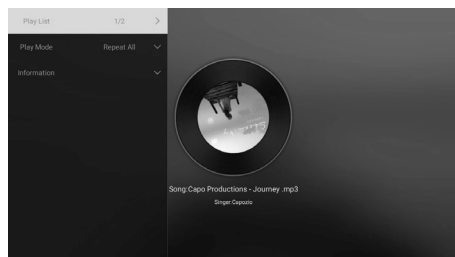 Play List 1/2
Play Mode Repeat All
Information
Song:Capo Productions - Journey .mp3
Singer:Capozio